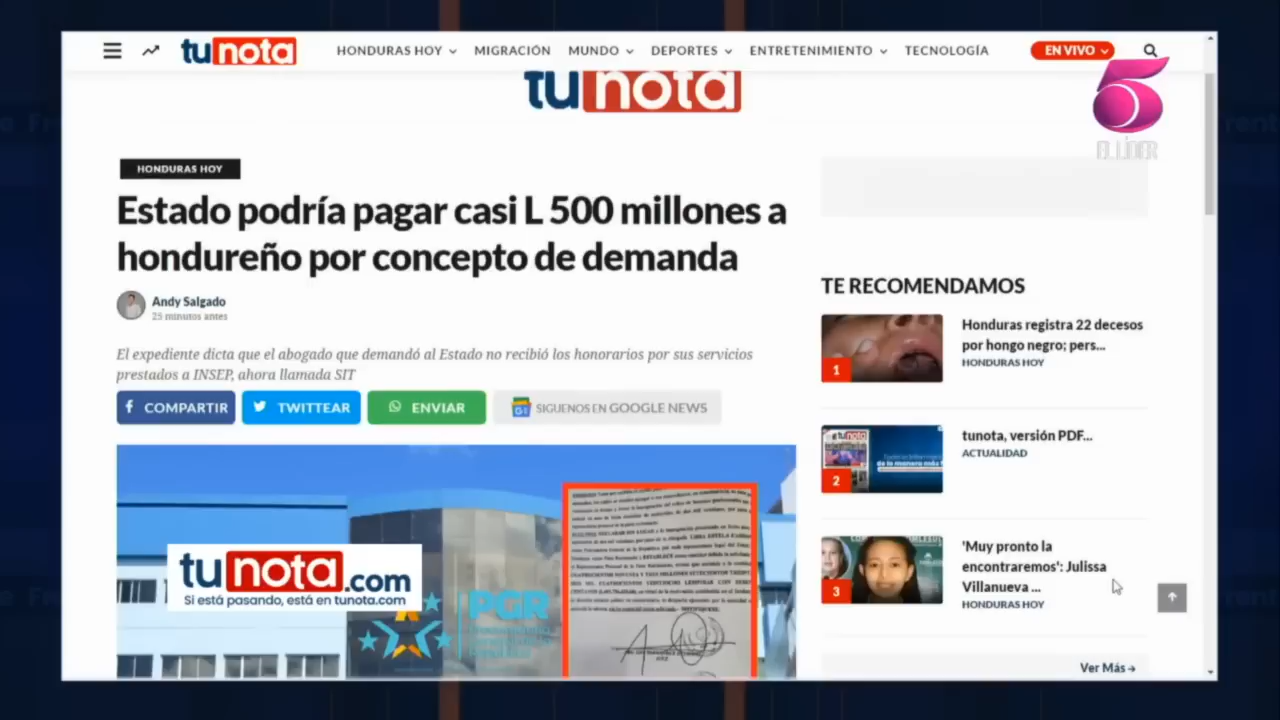 tunota
HONDURAS HOY
MIGRACIÓN
MUNDO
DEPORTES
ENTRETENIMIENTO
TECNOLOGÍA
EN VIVO
5
EL LÍDER
tunota
HONDURAS HOY
Estado podría pagar casi L 500 millones a
hondureño por concepto de demanda
Andy Salgado
25 minutos antes
El expediente dicta que el abogado que demandó al Estado no recibió los honorarios por sus servicios
prestados a INSEP, ahora llamada SIT
COMPARTIR
TWITTEAR
ENVIAR
SIGUENOS EN GOOGLE NEWS
tunota.com
Si está pasando, está en tunota.com
PGR
TE RECOMENDAMOS
1
Honduras registra 22 decesos
por hongo negro; pers...
HONDURAS HOY
2
tunota, versión PDF...
ACTUALIDAD
3
'Muy pronto la
encontraremos': Julissa
Villanueva ...
HONDURAS HOY
Ver Más